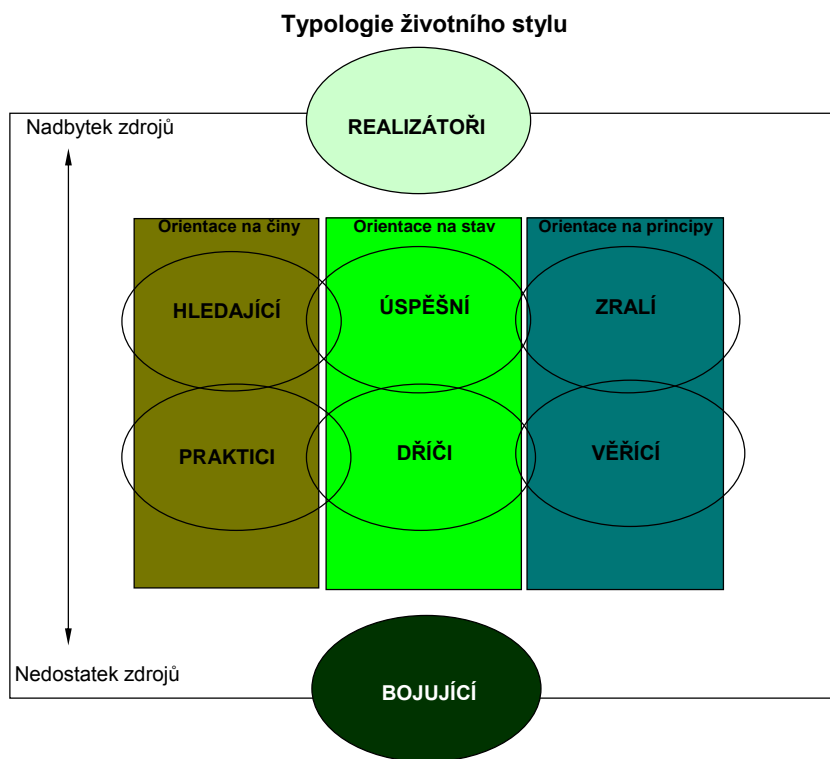 Typologie životního stylu
Nadbytek zdrojů
REALIZÁTOŘI
Orientace na činy
Orientace na stav
Orientace na principy
HLEDAJÍCÍ
ÚSPĚŠNÍ
ZRALÍ
PRAKTICI
DŘÍČI
VĚŘÍCÍ
Nedostatek zdrojů
BOJUJÍCÍ